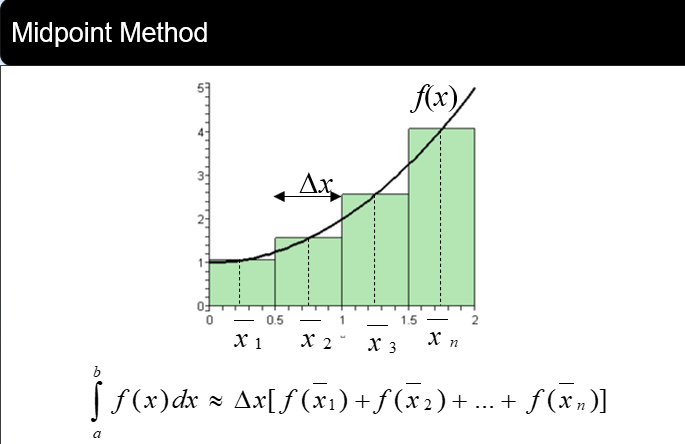 Midpoint Method
5
f(x)
4
3
Δx
2
1
0
0 0.5 1 1.5 2
x̅ 1 x̅ 2 x̅ 3 x̅ n
b
∫ f(x)dx ≈ Δx[f(x̅1)+f(x̅2)+...+ f(x̅n)]
a